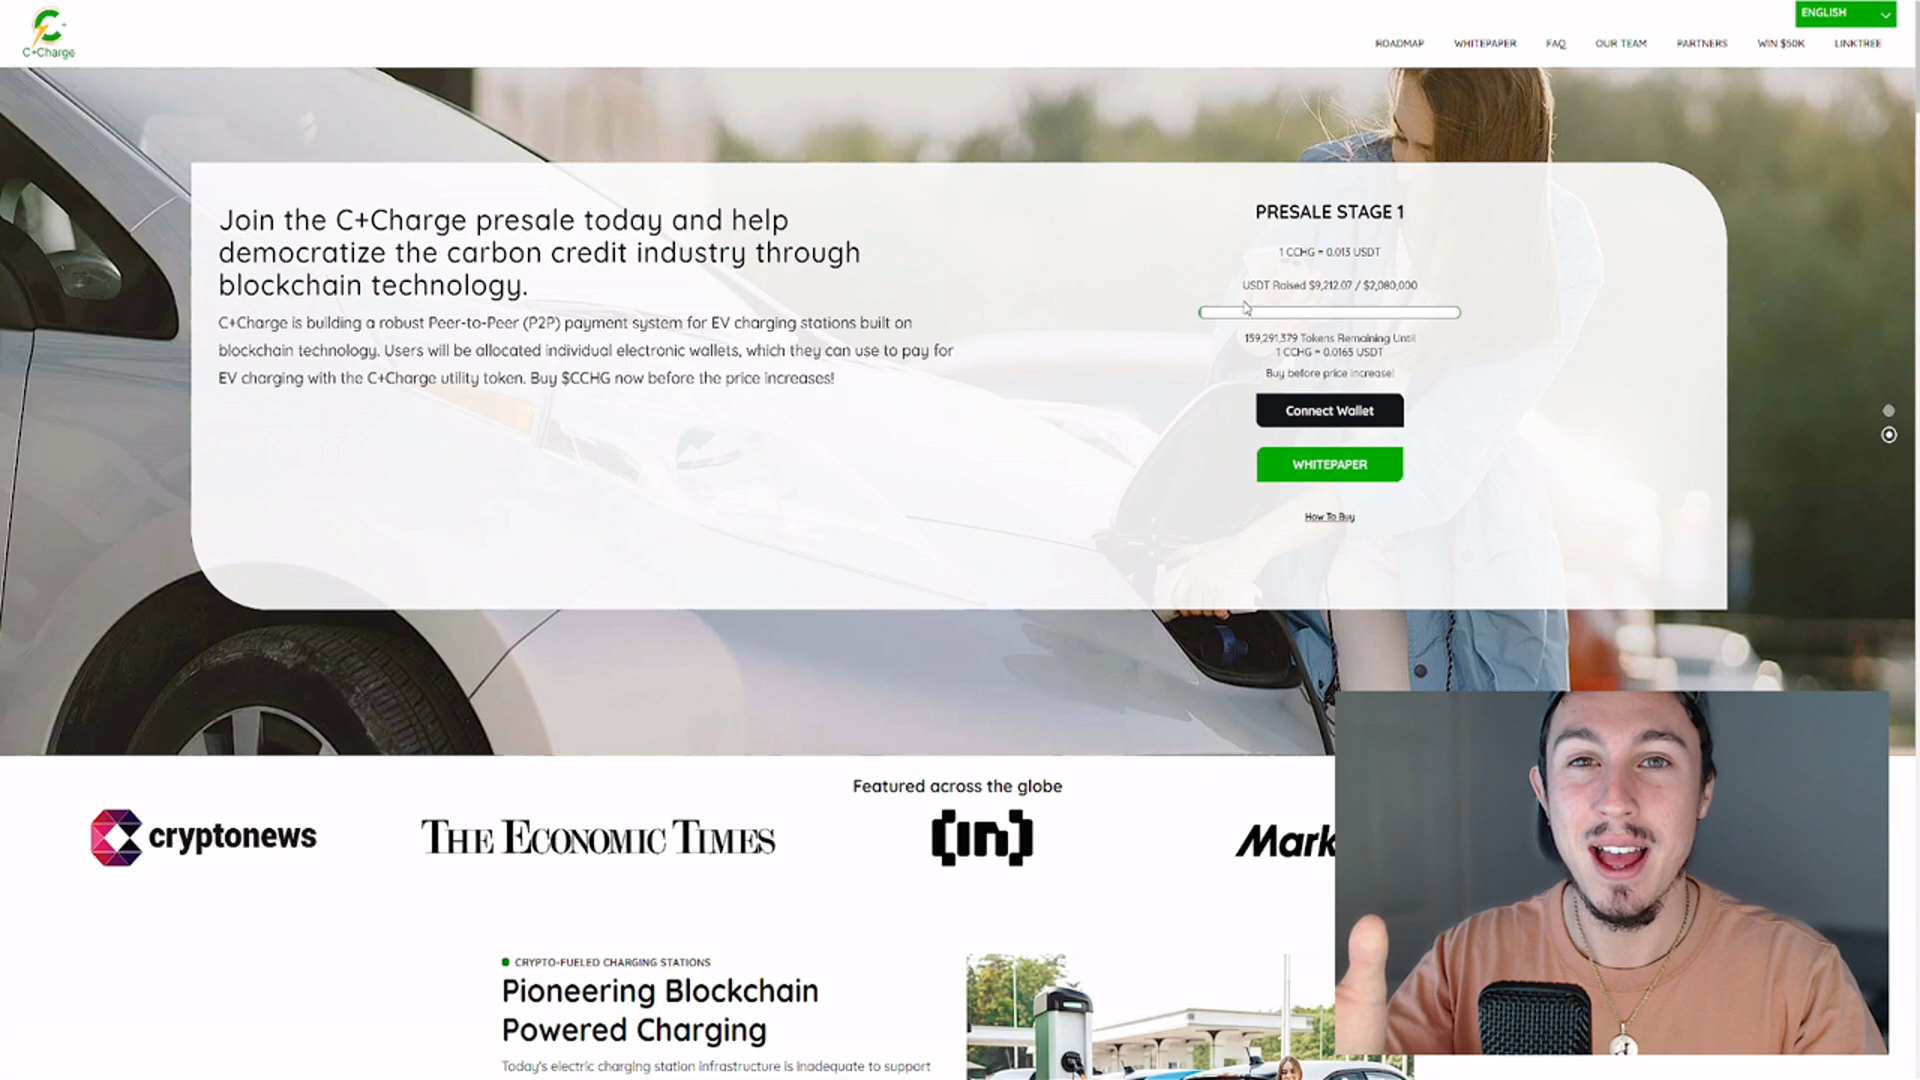 C+Charge
ENGLISH
ROADMAP WHITEPAPER FAQ OUR TEAM PARTNERS WIN $50K LINKTREE
Join the C+Charge presale today and help
democratize the carbon credit industry through
blockchain technology.
C+Charge is building a robust Peer-to-Peer (P2P) payment system for EV charging stations built on
blockchain technology. Users will be allocated individual electronic wallets, which they can use to pay for
EV charging with the C+Charge utility token. Buy $CCHG now before the price increases!
PRESALE STAGE 1
1 CCHG = 0.013 USDT
USDT Raised $9,212.07 / $2,080,000
159,291,379 Tokens Remaining Until
1 CCHG = 0.0165 USDT
Buy before price increase!
Connect Wallet
WHITEPAPER
How To Buy
Featured across the globe
cryptonews
THE ECONOMIC TIMES
[in]
Mark
CRYPTO-FUELED CHARGING STATIONS
Pioneering Blockchain
Powered Charging
Today's electric charging station infrastructure is inadequate to support